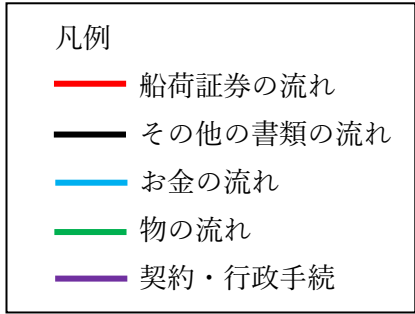 凡例
船荷証券の流れ
その他の書類の流れ
お金の流れ
物の流れ
契約・行政手続